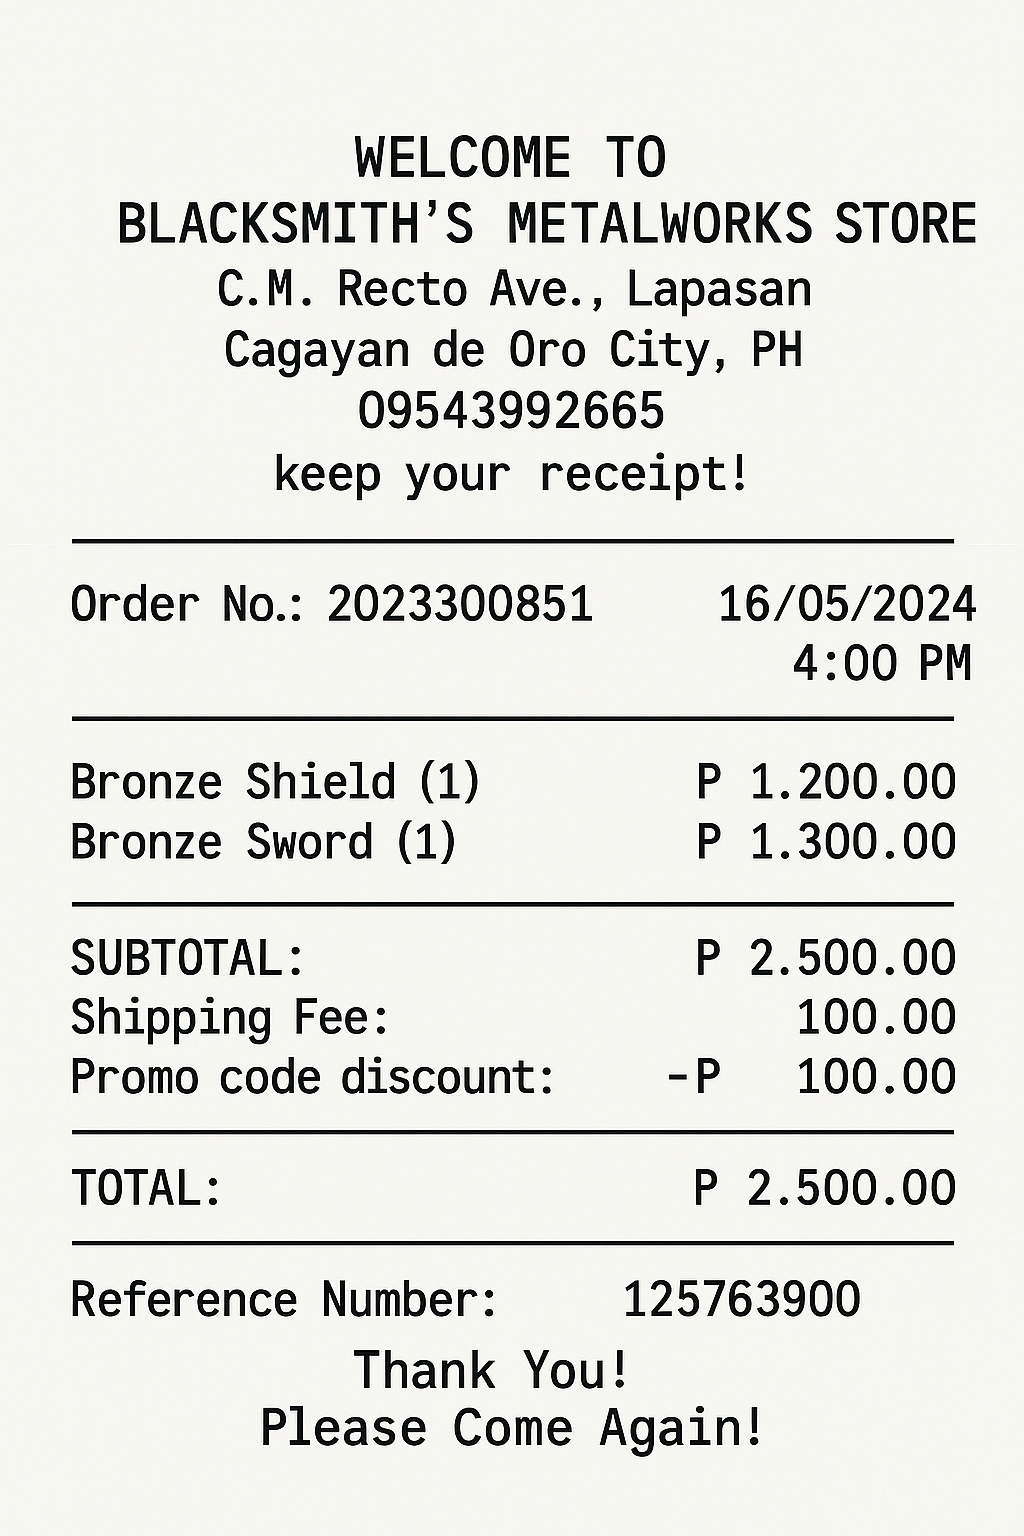 WELCOME TO
BLACKSMITH’S METALWORKS STORE
C.M. Recto Ave., Lapasan
Cagayan de Oro City, PH
09543992665
keep your receipt!
Order No.: 2023300851 16/05/2024
4:00 PM
Bronze Shield (1) P 1.200.00
Bronze Sword (1) P 1.300.00
SUBTOTAL: P 2.500.00
Shipping Fee: 100.00
Promo code discount: -P 100.00
TOTAL: P 2.500.00
Reference Number: 125763900
Thank You!
Please Come Again!